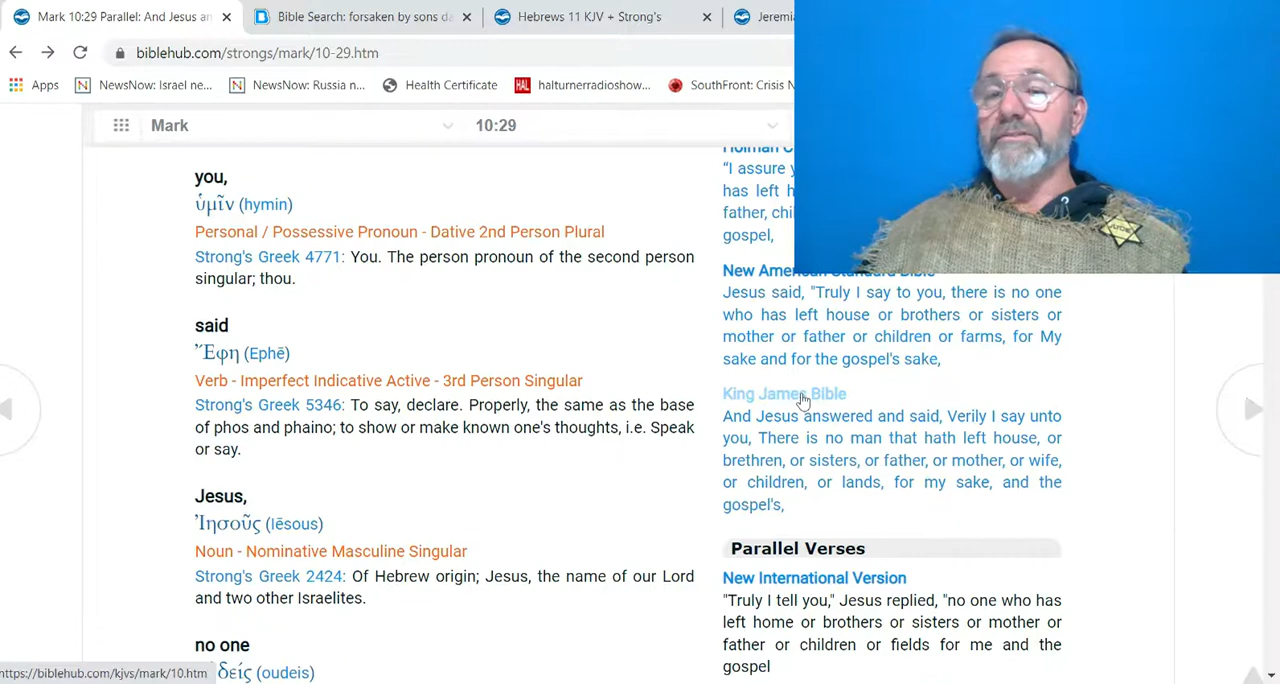 Mark 10:29 Parallel: And Jesus an
Bible Search: forsaken by sons da
Hebrews 11 KJV + Strong's
Jeremia
biblehub.com/strongs/mark/10-29.htm
Apps
NewsNow: Israel ne...
NewsNow: Russia n...
Health Certificate
HAL
halturnerradioshow...
SouthFront: Crisis N
Mark
10:29
you,
ὑμῖν (hymin)
Personal / Possessive Pronoun - Dative 2nd Person Plural
Strong's Greek 4771: You. The person pronoun of the second person
singular; thou.
said
Ἔφη (Ephē)
Verb - Imperfect Indicative Active - 3rd Person Singular
Strong's Greek 5346: To say, declare. Properly, the same as the base
of phos and phaino; to show or make known one's thoughts, i.e. Speak
or say.
Jesus,
Ἰησοῦς (Iēsous)
Noun - Nominative Masculine Singular
Strong's Greek 2424: Of Hebrew origin; Jesus, the name of our Lord
and two other Israelites.
no one
δείς (oudeis)
https://biblehub.com/kjvs/mark/10.htm
Holman C
“I assure y
has left h
father, chi
gospel,
New American Standard Bible
Jesus said, "Truly I say to you, there is no one
who has left house or brothers or sisters or
mother or father or children or farms, for My
sake and for the gospel's sake,
King James Bible
And Jesus answered and said, Verily I say unto
you, There is no man that hath left house, or
brethren, or sisters, or father, or mother, or wife,
or children, or lands, for my sake, and the
gospel's,
Parallel Verses
New International Version
"Truly I tell you," Jesus replied, "no one who has
left home or brothers or sisters or mother or
father or children or fields for me and the
gospel